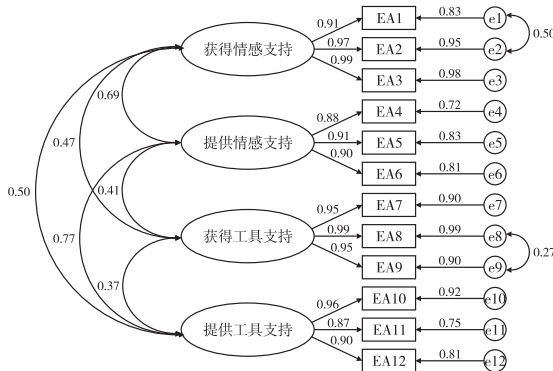 0.91 EA1 0.83 e1
0.50
获得情感支持 0.97 EA2 0.95 e2
0.99 EA3 0.98 e3
0.69
0.88 EA4 0.72 e4
0.47
提供情感支持 0.91 EA5 0.83 e5
0.90 EA6 0.81 e6
0.50
0.41
0.95 EA7 0.90 e7
0.77
获得工具支持 0.99 EA8 0.99 e8
0.27
0.95 EA9 0.90 e9
0.37
0.96 EA10 0.92 e10
提供工具支持 0.87 EA11 0.75 e11
0.90 EA12 0.81 e12